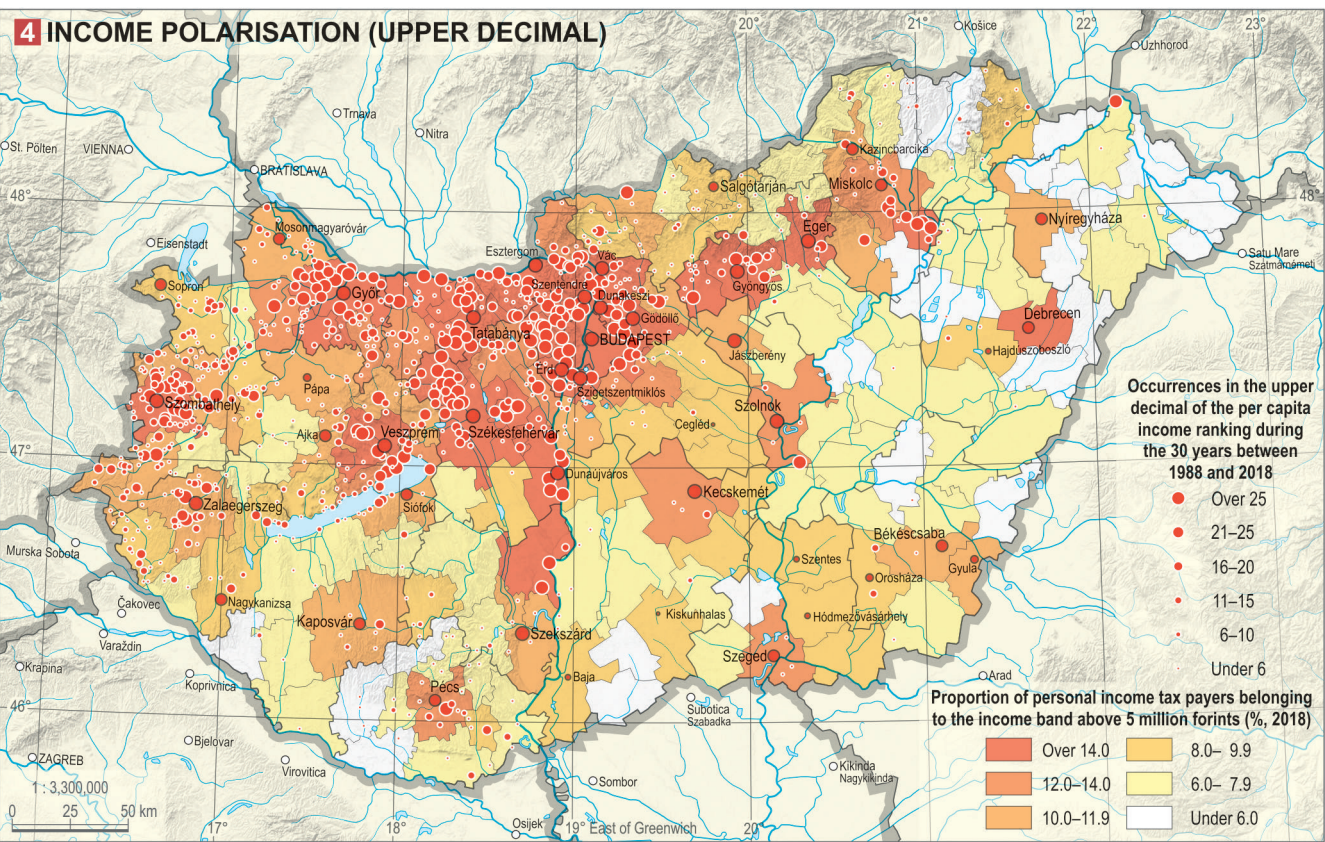 4 INCOME POLARISATION (UPPER DECIMAL)
20°
21°
22°
23°
Košice
Uzhhorod
Trnava
Nitra
St. Pölten
VIENNA
BRATISLAVA
Kazincbarcika
Salgótarján
Miskolc
48°
48°
Mosonmagyaróvár
Eger
Nyíregyháza
Eisenstadt
Esztergom
Vác
Satu Mare
Szatmárnémeti
Sopron
Győr
Szentendre
Dunakeszi
Gyöngyös
Gödöllő
Debrecen
Tatabánya
BUDAPEST
Jászberény
Hajdúszoboszló
Érd
Pápa
Szigetszentmiklós
Szombathely
Szolnok
Cegléd
Ajka
Veszprém
Székesfehérvár
47°
47°
Dunaújváros
Kecskemét
Zalaegerszeg
Siófok
Békéscsaba
Murska Sobota
Szentes
Gyula
Orosháza
Čakovec
Nagykanizsa
Kiskunhalas
Hódmezővásárhely
Kaposvár
Varaždin
Szekszárd
Szeged
Krapina
Koprivnica
Baja
Arad
Pécs
46°
46°
Subotica
Szabadka
Bjelovar
ZAGREB
Virovitica
Sombor
Kikinda
Nagykikinda
1 : 3,300,000
0 25 50 km
17°
18°
Osijek
19° East of Greenwich
20°
Occurrences in the upper
decimal of the per capita
income ranking during
the 30 years between
1988 and 2018
Over 25
21–25
16–20
11–15
6–10
Under 6
Proportion of personal income tax payers belonging
to the income band above 5 million forints (%, 2018)
Over 14.0
12.0–14.0
10.0–11.9
8.0– 9.9
6.0– 7.9
Under 6.0